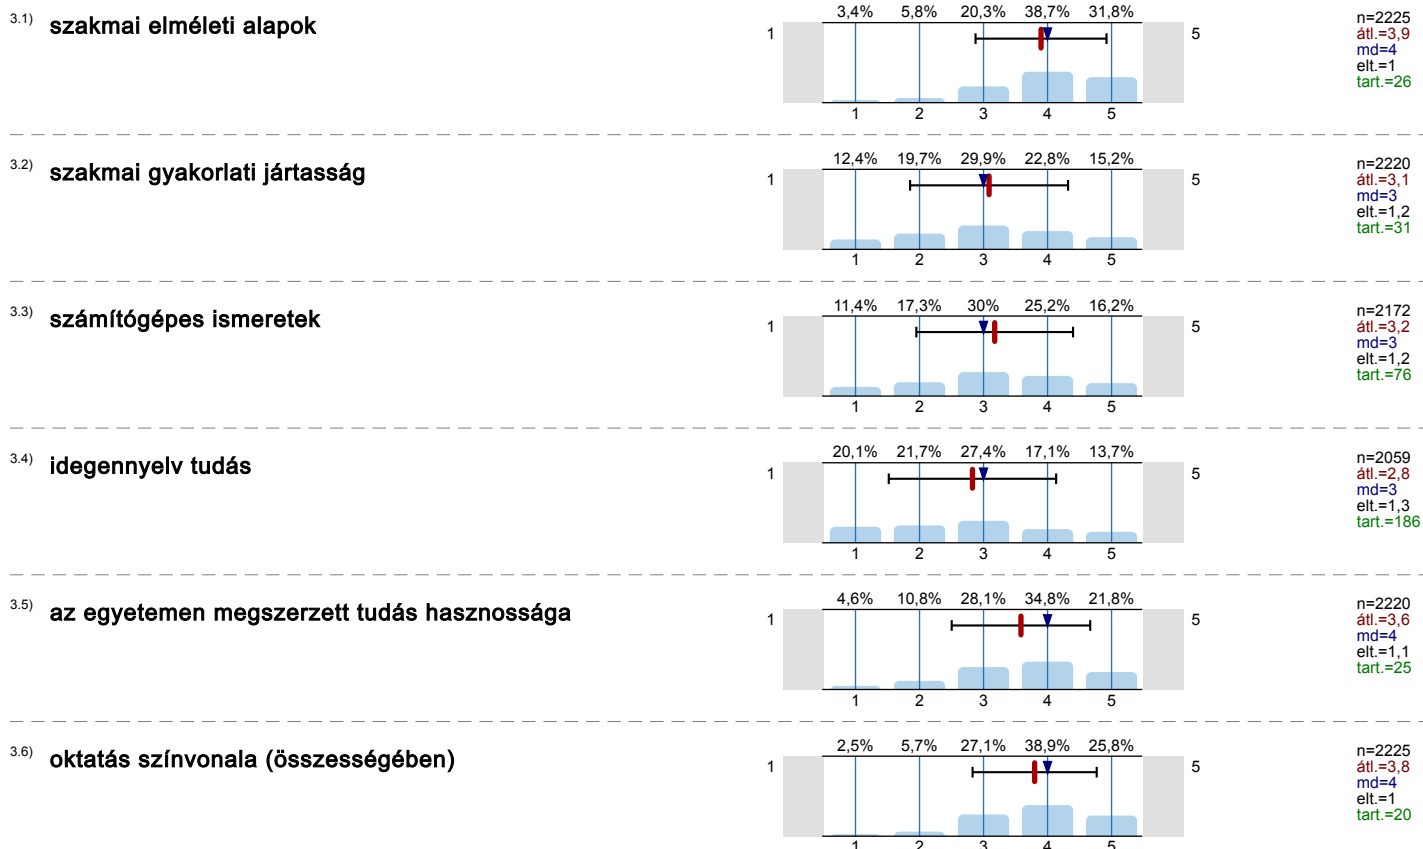 3.1) szakmai elméleti alapok
3,4% 5,8% 20,3% 38,7% 31,8%
1 5
1 2 3 4 5
n=2225
átl.=3,9
md=4
elt.=1
tart.=26
3.2) szakmai gyakorlati jártasság
12,4% 19,7% 29,9% 22,8% 15,2%
1 5
1 2 3 4 5
n=2220
átl.=3,1
md=3
elt.=1,2
tart.=31
3.3) számítógépes ismeretek
11,4% 17,3% 30% 25,2% 16,2%
1 5
1 2 3 4 5
n=2172
átl.=3,2
md=3
elt.=1,2
tart.=76
3.4) idegennyelv tudás
20,1% 21,7% 27,4% 17,1% 13,7%
1 5
1 2 3 4 5
n=2059
átl.=2,8
md=3
elt.=1,3
tart.=186
3.5) az egyetemen megszerzett tudás hasznossága
4,6% 10,8% 28,1% 34,8% 21,8%
1 5
1 2 3 4 5
n=2220
átl.=3,6
md=4
elt.=1,1
tart.=25
3.6) oktatás színvonala (összességében)
2,5% 5,7% 27,1% 38,9% 25,8%
1 5
1 2 3 4 5
n=2225
átl.=3,8
md=4
elt.=1
tart.=20